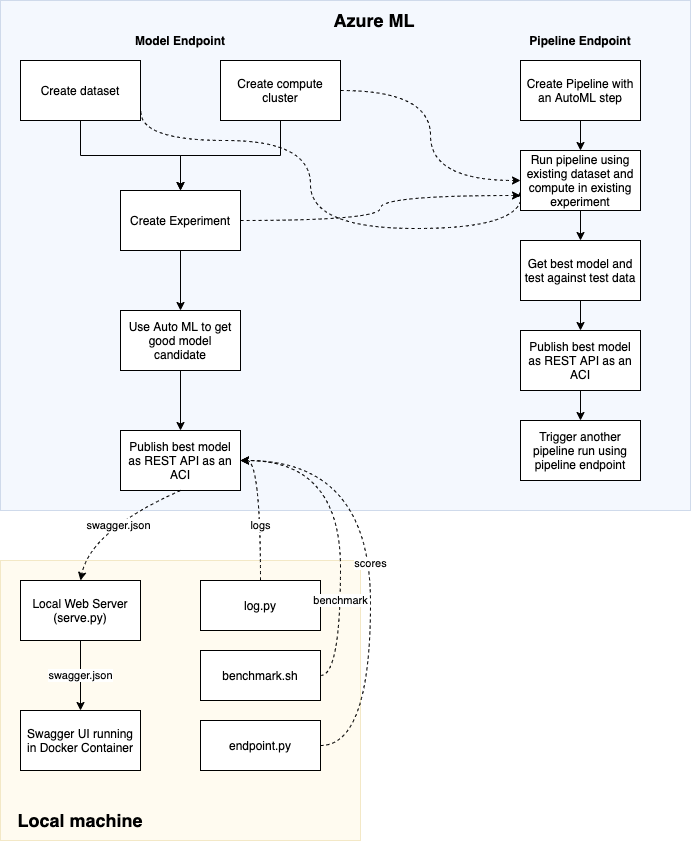 Azure ML
Model Endpoint
Pipeline Endpoint
Create dataset
Create compute
cluster
Create Pipeline with
an AutoML step
Run pipeline using
existing dataset and
compute in existing
experiment
Create Experiment
Get best model and
test against test data
Use Auto ML to get
good model
candidate
Publish best model
as REST API as an
ACI
Publish best model
as REST API as an
ACI
Trigger another
pipeline run using
pipeline endpoint
swagger.json
logs
scores
benchmark
Local Web Server
(serve.py)
log.py
swagger.json
benchmark.sh
Swagger UI running
in Docker Container
endpoint.py
Local machine